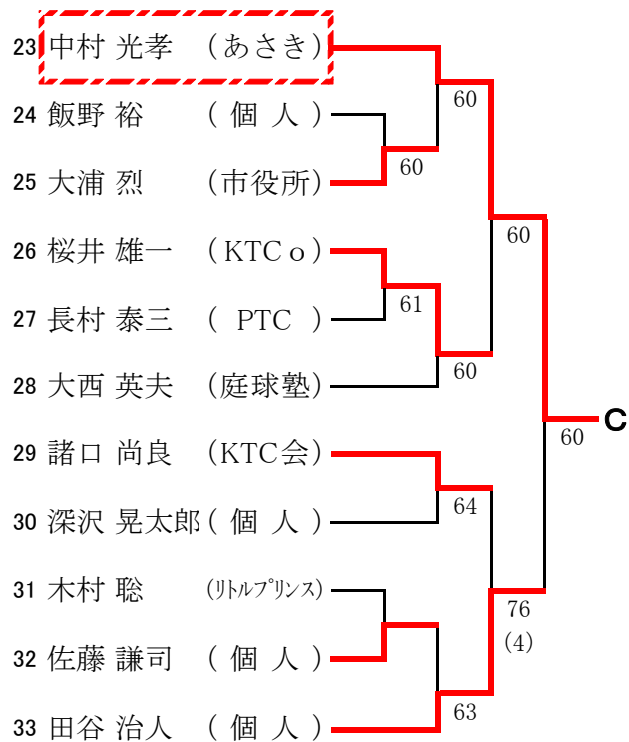 23 中村 光孝 (あさき)
60
24 飯野 裕 (個 人)
60
25 大浦 烈 (市役所)
60
26 桜井 雄一 (KTCｏ)
61
27 長村 泰三 ( PTC )
60
28 大西 英夫 (庭球塾)
C
60
29 諸口 尚良 (KTC会)
64
30 深沢 晃太郎 (個 人)
31 木村 聡 (ﾘﾄﾙﾌﾟﾘﾝｽ)
76
(4)
32 佐藤 謙司 (個 人)
63
33 田谷 治人 (個 人)